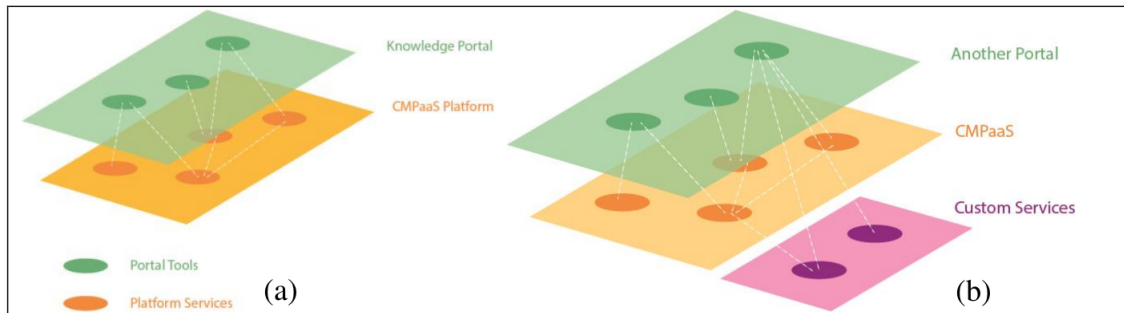 Knowledge Portal
CMPaaS Platform
Portal Tools
Platform Services
(a)
Another Portal
CMPaaS
Custom Services
(b)